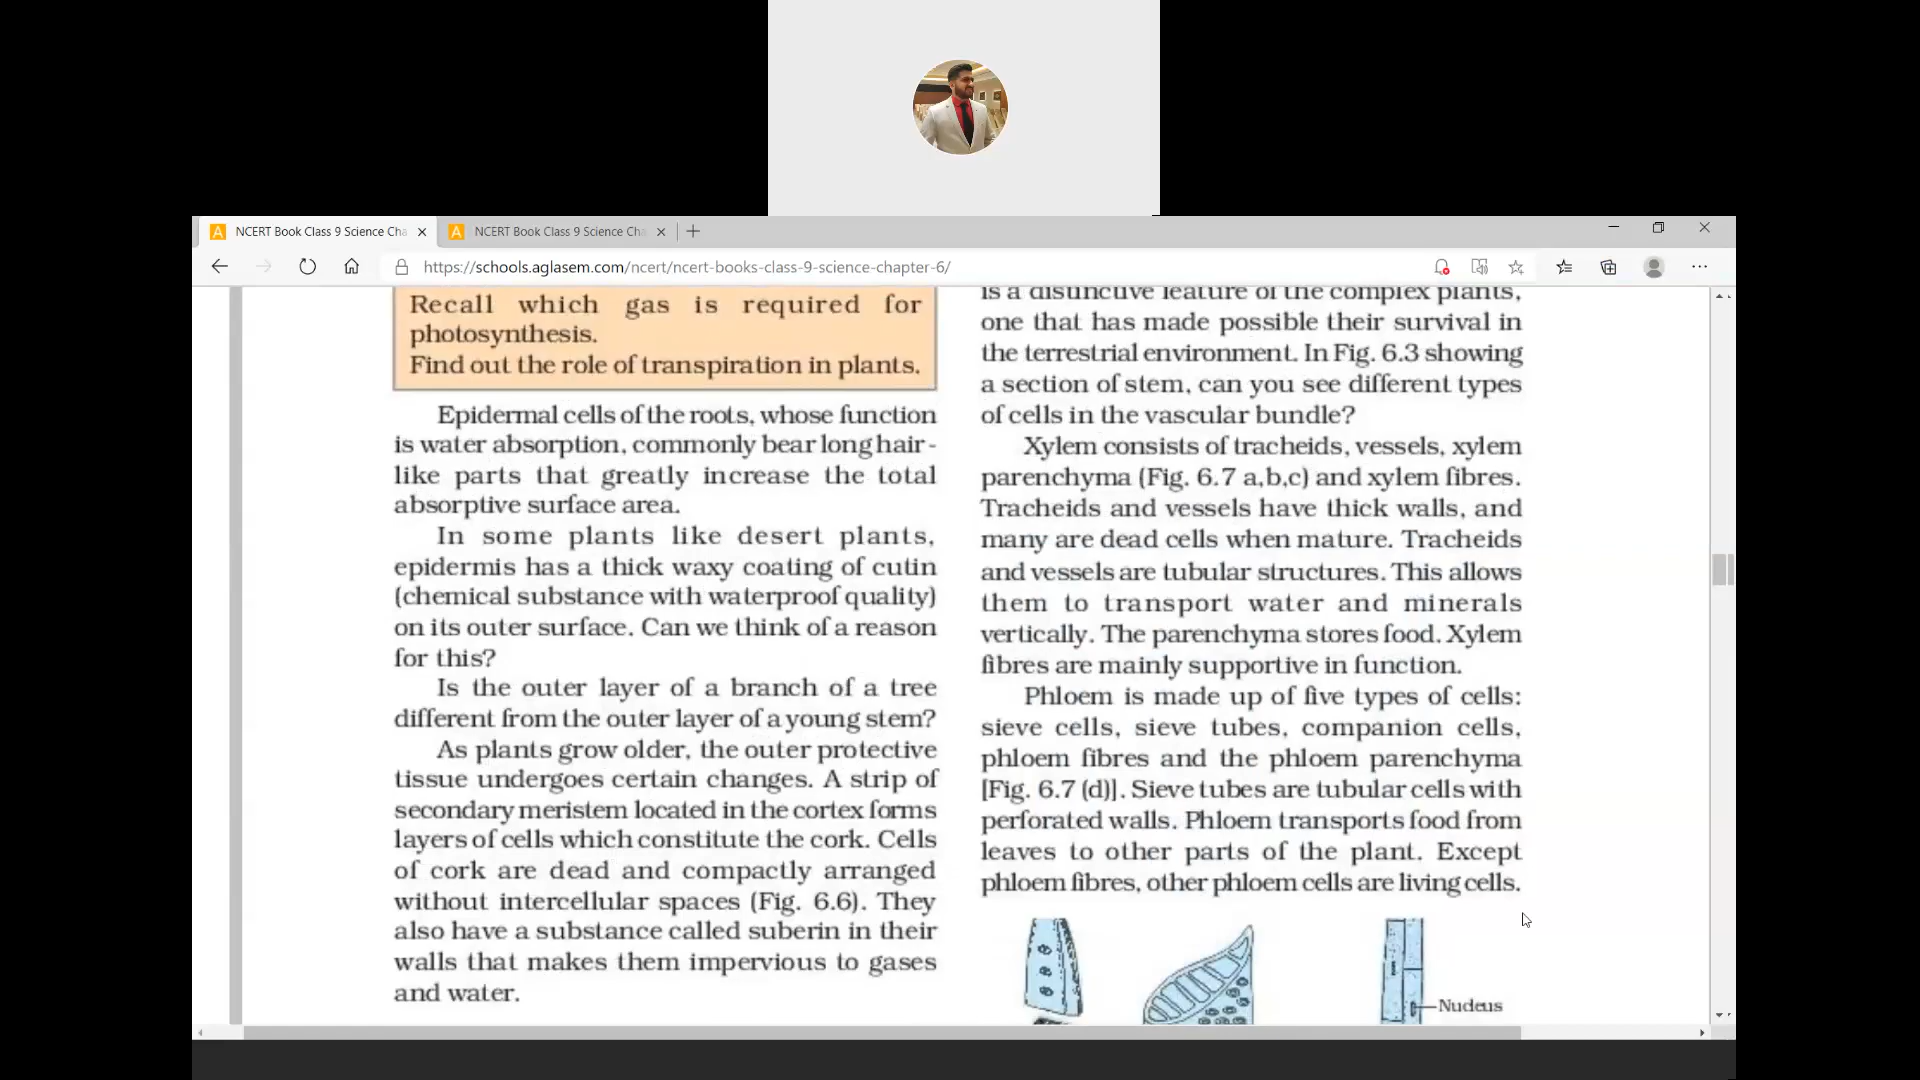 NCERT Book Class 9 Science Cha
NCERT Book Class 9 Science Cha
https://schools.aglasem.com/ncert/ncert-books-class-9-science-chapter-6/
Recall which gas is required for
photosynthesis.
Find out the role of transpiration in plants.
Epidermal cells of the roots, whose function
is water absorption, commonly bear long hair-
like parts that greatly increase the total
absorptive surface area.
In some plants like desert plants,
epidermis has a thick waxy coating of cutin
(chemical substance with waterproof quality)
on its outer surface. Can we think of a reason
for this?
Is the outer layer of a branch of a tree
different from the outer layer of a young stem?
As plants grow older, the outer protective
tissue undergoes certain changes. A strip of
secondary meristem located in the cortex forms
layers of cells which constitute the cork. Cells
of cork are dead and compactly arranged
without intercellular spaces (Fig. 6.6). They
also have a substance called suberin in their
walls that makes them impervious to gases
and water.
is a distinctive feature of the complex plants,
one that has made possible their survival in
the terrestrial environment. In Fig. 6.3 showing
a section of stem, can you see different types
of cells in the vascular bundle?
Xylem consists of tracheids, vessels, xylem
parenchyma (Fig. 6.7 a,b,c) and xylem fibres.
Tracheids and vessels have thick walls, and
many are dead cells when mature. Tracheids
and vessels are tubular structures. This allows
them to transport water and minerals
vertically. The parenchyma stores food. Xylem
fibres are mainly supportive in function.
Phloem is made up of five types of cells:
sieve cells, sieve tubes, companion cells,
phloem fibres and the phloem parenchyma
[Fig. 6.7 (d)]. Sieve tubes are tubular cells with
perforated walls. Phloem transports food from
leaves to other parts of the plant. Except
phloem fibres, other phloem cells are living cells.
Nucleus